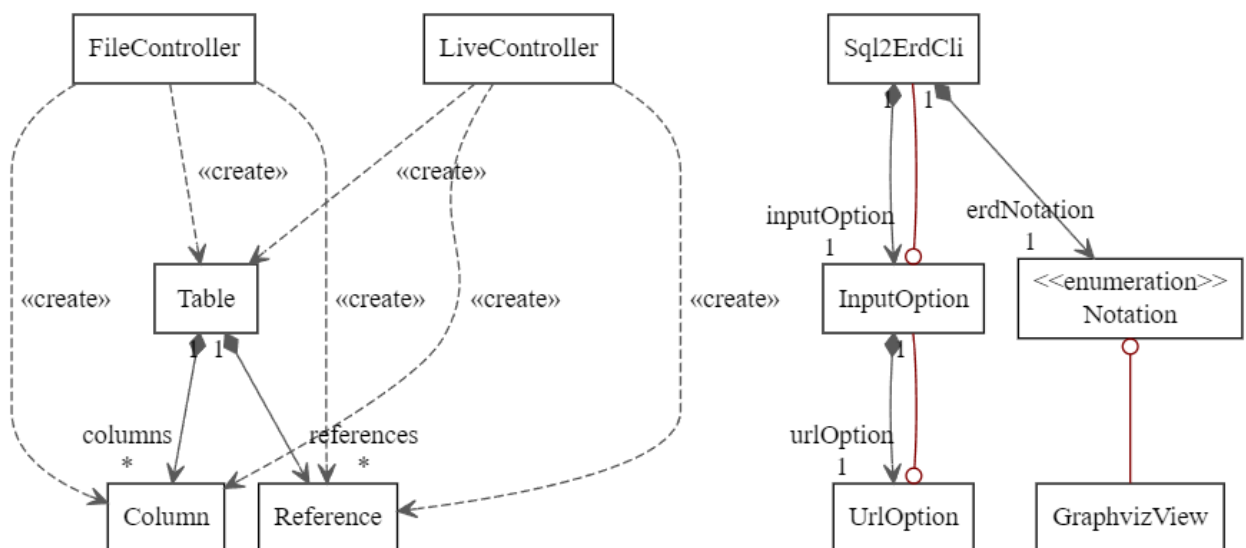 FileController
LiveController
Sql2ErdCli
1
1
«create»
«create»
inputOption
1
erdNotation
1
«create»
Table
«create»
«create»
«create»
InputOption
<<enumeration>>
Notation
1
1
1
columns
*
references
*
urlOption
1
Column
Reference
UrlOption
GraphvizView